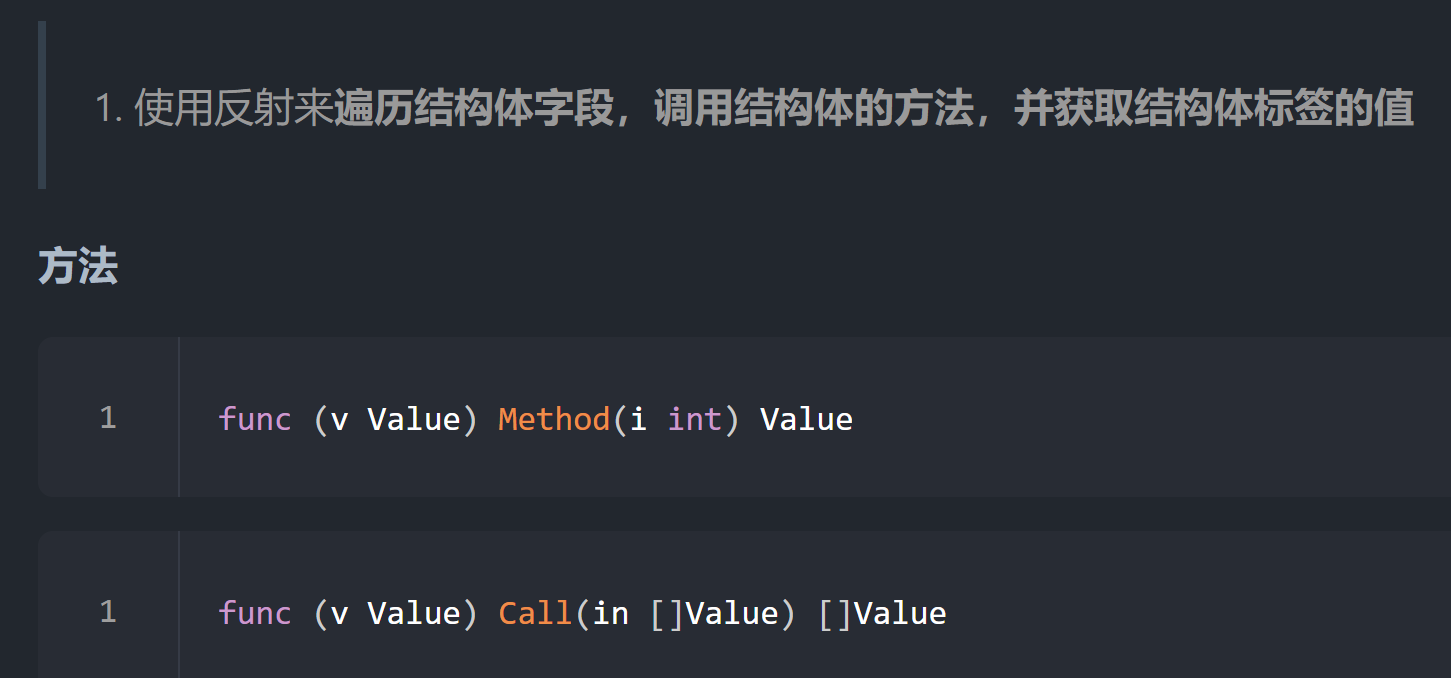 1. 使用反射来遍历结构体字段，调用结构体的方法，并获取结构体标签的值
方法
1 func (v Value) Method(i int) Value
1 func (v Value) Call(in []Value) []Value